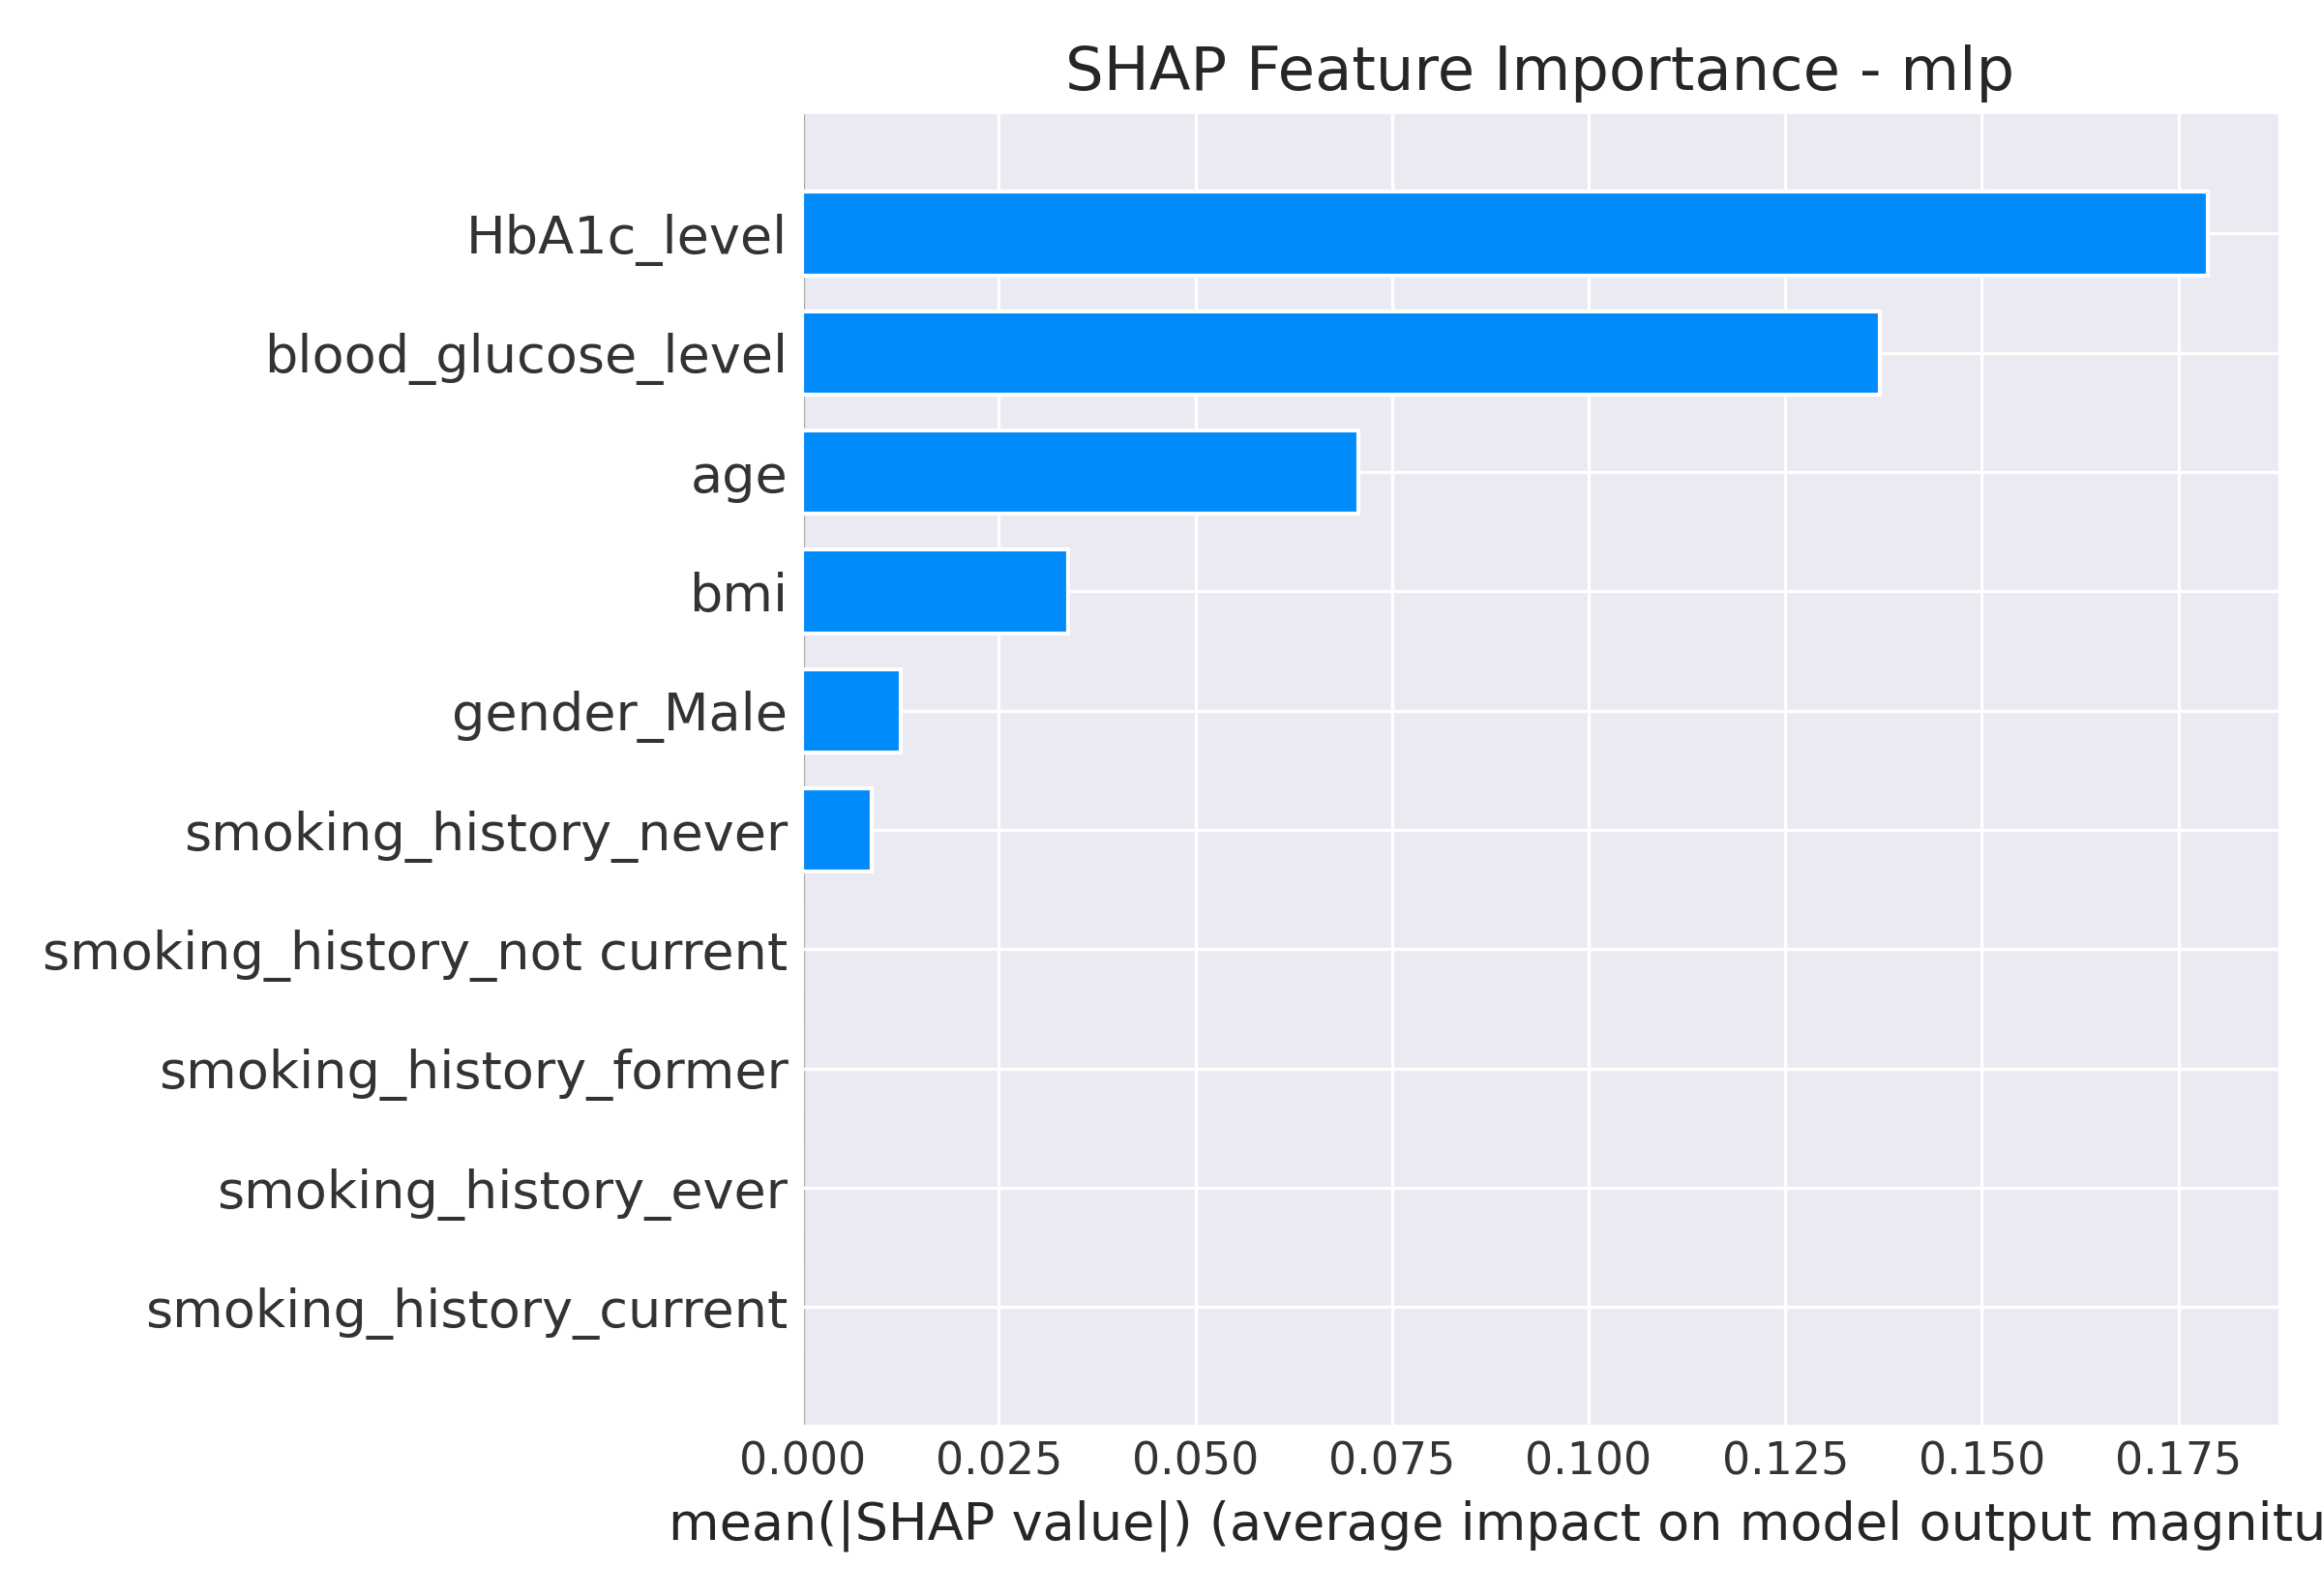 SHAP Feature Importance - mlp
HbA1c_level
blood_glucose_level
age
bmi
gender_Male
smoking_history_never
smoking_history_not current
smoking_history_former
smoking_history_ever
smoking_history_current
0.000 0.025 0.050 0.075 0.100 0.125 0.150 0.175
mean(|SHAP value|) (average impact on model output magnitu